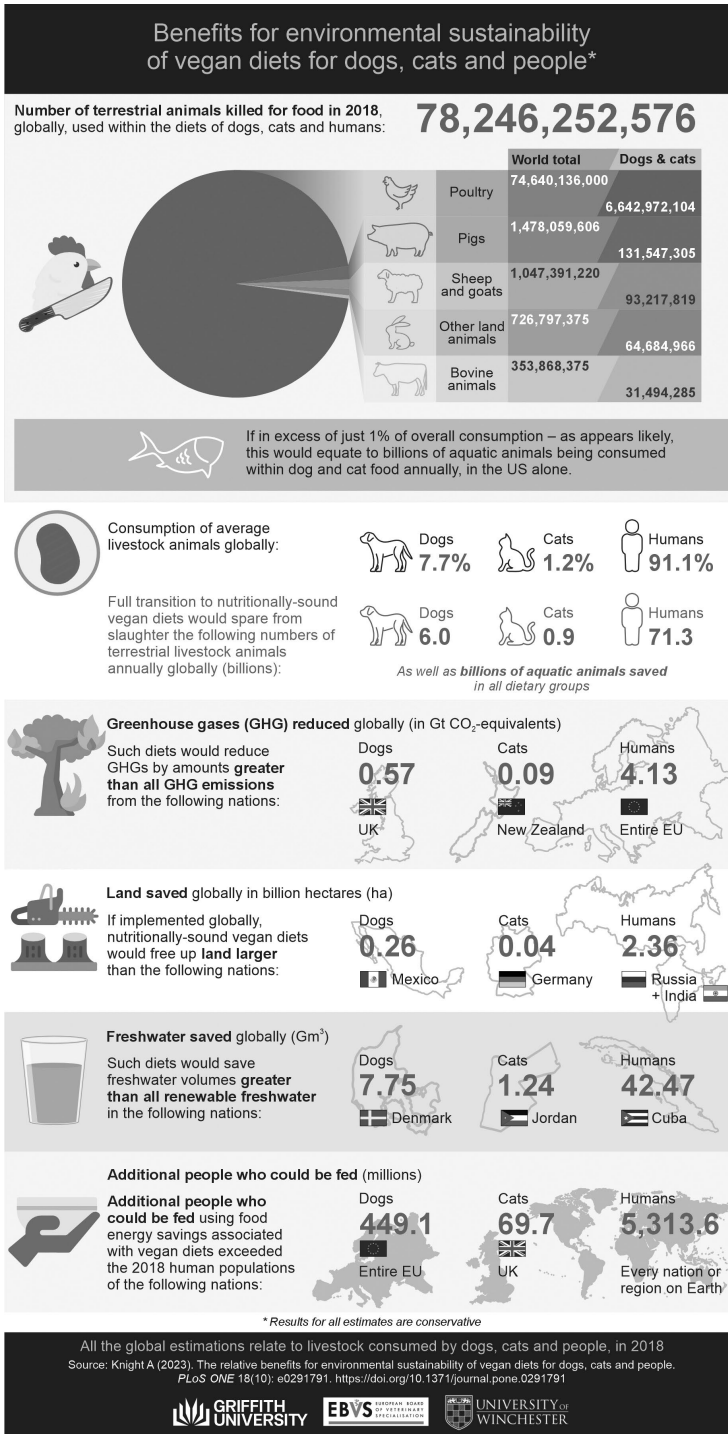 Benefits for environmental sustainability
of vegan diets for dogs, cats and people*
Number of terrestrial animals killed for food in 2018,
globally, used within the diets of dogs, cats and humans:
78,246,252,576
World total
Dogs & cats
Poultry
74,640,136,000
6,642,972,104
Pigs
1,478,059,606
131,547,305
Sheep
and goats
1,047,391,220
93,217,819
Other land
animals
726,797,375
64,684,966
Bovine
animals
353,868,375
31,494,285
If in excess of just 1% of overall consumption – as appears likely,
this would equate to billions of aquatic animals being consumed
within dog and cat food annually, in the US alone.
Consumption of average
livestock animals globally:
Dogs
7.7%
Cats
1.2%
Humans
91.1%
Full transition to nutritionally-sound
vegan diets would spare from
slaughter the following numbers of
terrestrial livestock animals
annually globally (billions):
Dogs
6.0
Cats
0.9
Humans
71.3
As well as billions of aquatic animals saved
in all dietary groups
Greenhouse gases (GHG) reduced globally (in Gt CO₂-equivalents)
Such diets would reduce
GHGs by amounts greater
than all GHG emissions
from the following nations:
Dogs
0.57
UK
Cats
0.09
New Zealand
Humans
4.13
Entire EU
Land saved globally in billion hectares (ha)
If implemented globally,
nutritionally-sound vegan diets
would free up land larger
than the following nations:
Dogs
0.26
Mexico
Cats
0.04
Germany
Humans
2.36
Russia
+ India
Freshwater saved globally (Gm³)
Such diets would save
freshwater volumes greater
than all renewable freshwater
in the following nations:
Dogs
7.75
Denmark
Cats
1.24
Jordan
Humans
42.47
Cuba
Additional people who could be fed (millions)
Additional people who
could be fed using food
energy savings associated
with vegan diets exceeded
the 2018 human populations
of the following nations:
Dogs
449.1
Entire EU
Cats
69.7
UK
Humans
5,313.6
Every nation or
region on Earth
* Results for all estimates are conservative
All the global estimations relate to livestock consumed by dogs, cats and people, in 2018
Source: Knight A (2023). The relative benefits for environmental sustainability of vegan diets for dogs, cats and people.
PLoS ONE 18(10): e0291791. https://doi.org/10.1371/journal.pone.0291791
GRIFFITH
UNIVERSITY
EBVS
EUROPEAN BOARD
OF VETERINARY
SPECIALISATION
UNIVERSITY OF
WINCHESTER